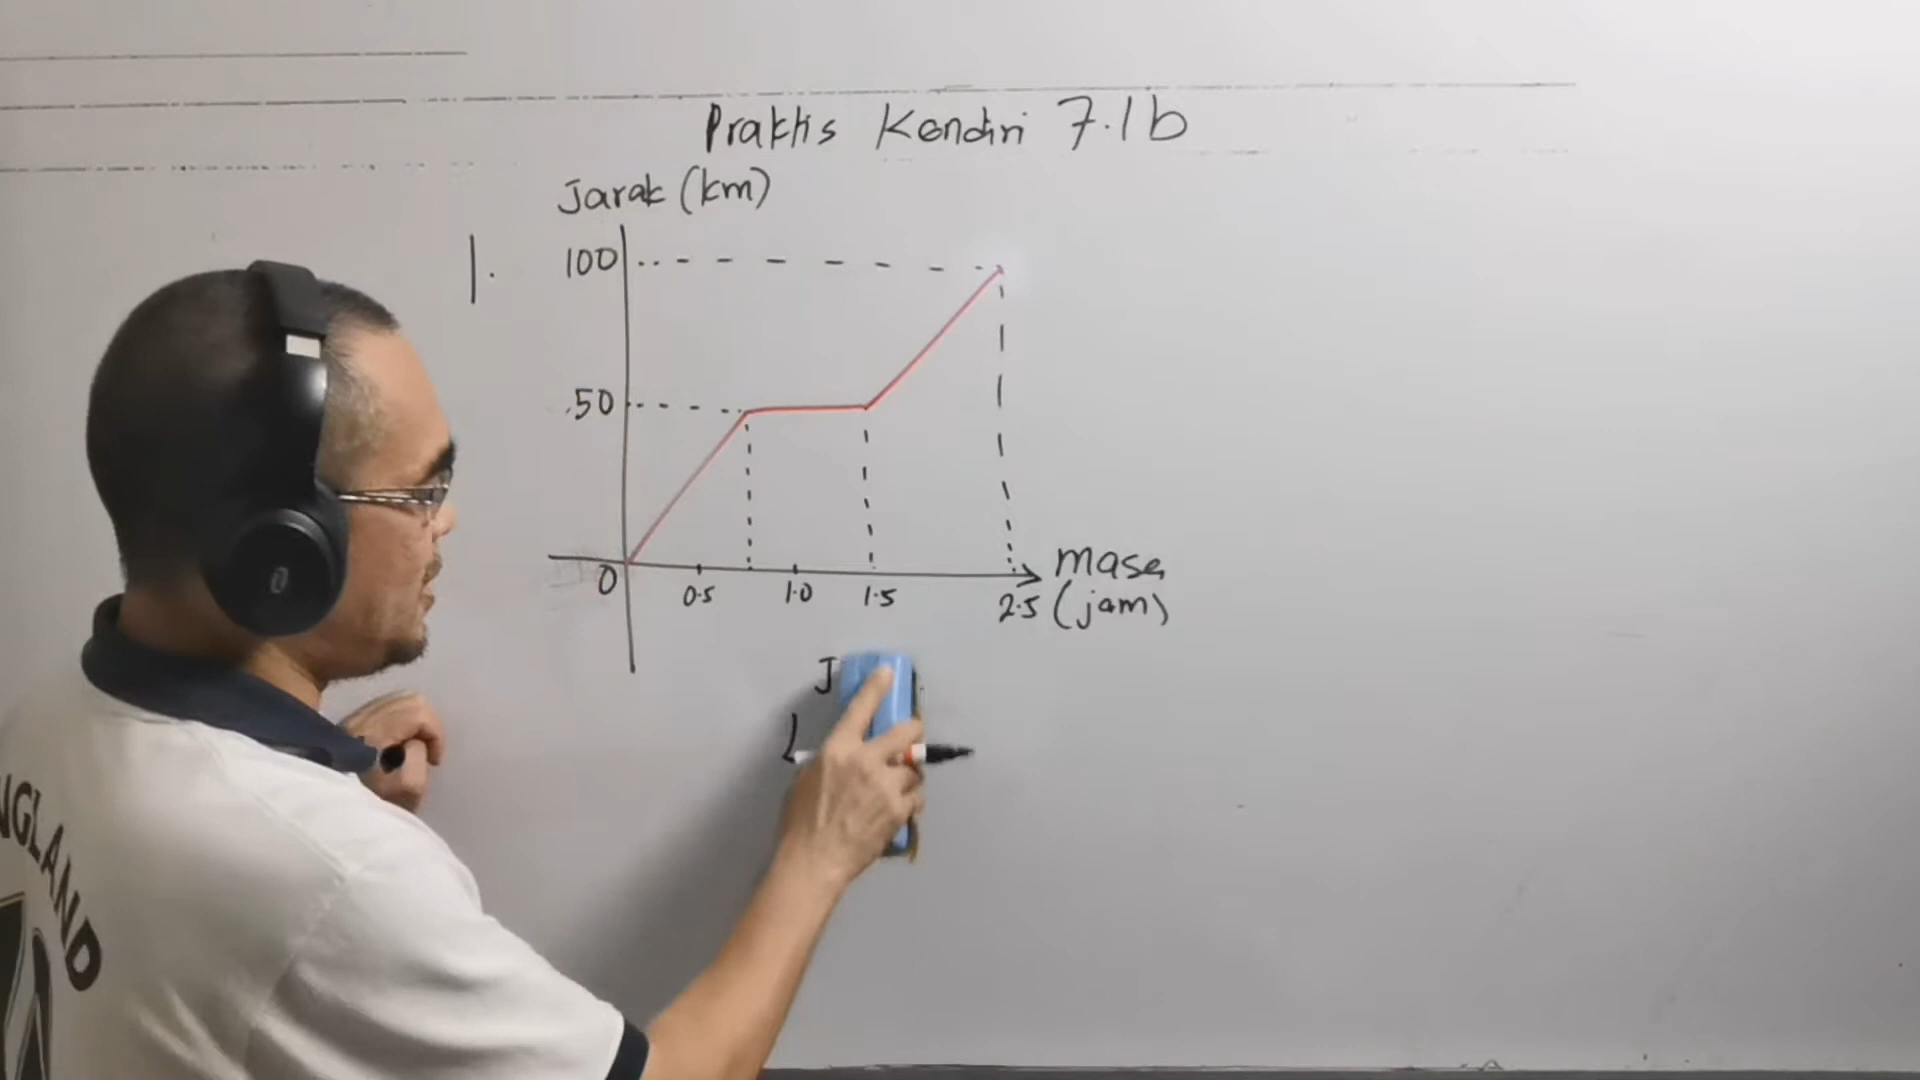 Praktis Kendiri 7.1b
Jarak (km)
1.
100
50
0
0.5
1.0
1.5
2.5
masa
(jam)
J
L